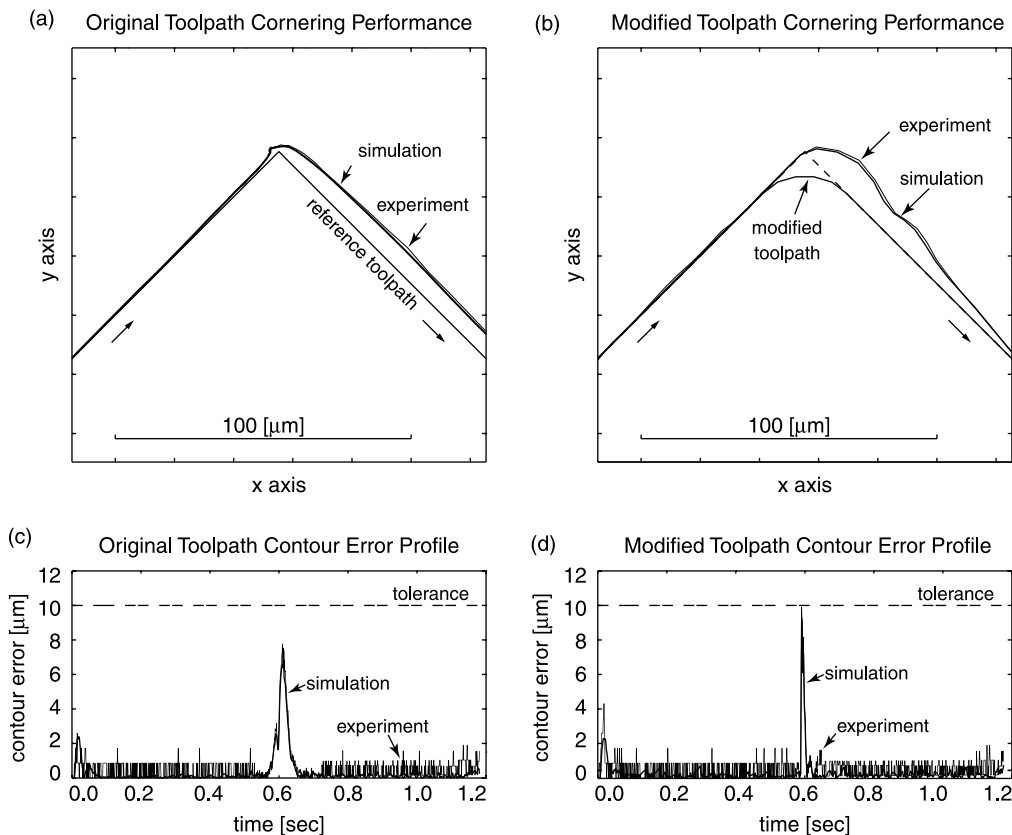 (a)
Original Toolpath Cornering Performance
simulation
experiment
reference toolpath
y axis
100 [μm]
x axis
(b)
Modified Toolpath Cornering Performance
experiment
simulation
modified
toolpath
y axis
100 [μm]
x axis
(c)
Original Toolpath Contour Error Profile
12
10
8
6
4
2
0
contour error [μm]
tolerance
simulation
experiment
0.0 0.2 0.4 0.6 0.8 1.0 1.2
time [sec]
(d)
Modified Toolpath Contour Error Profile
12
10
8
6
4
2
0
contour error [μm]
tolerance
simulation
experiment
0.0 0.2 0.4 0.6 0.8 1.0 1.2
time [sec]